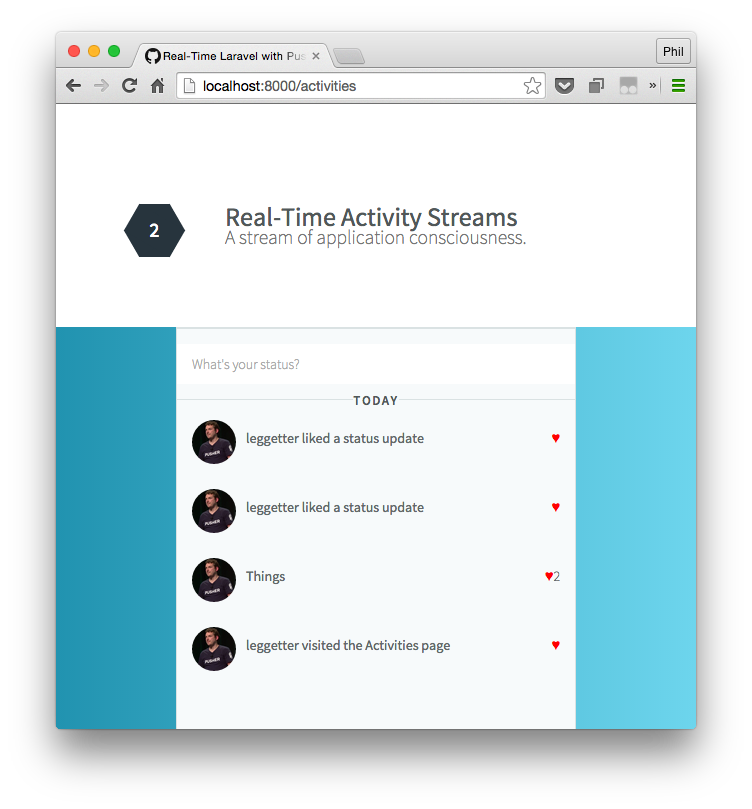 Real-Time Laravel with Pus
Phil
localhost:8000/activities
2
Real-Time Activity Streams
A stream of application consciousness.
What's your status?
TODAY
leggetter liked a status update ♥
leggetter liked a status update ♥
Things ♥2
leggetter visited the Activities page ♥